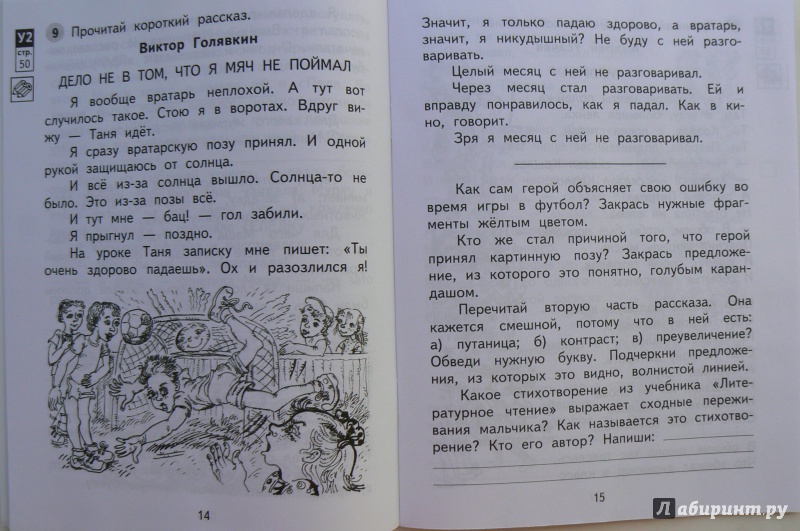 У2
стр.
50
9 Прочитай короткий рассказ.
Виктор Голявкин
ДЕЛО НЕ В ТОМ, ЧТО Я МЯЧ НЕ ПОЙМАЛ
Я вообще вратарь неплохой. А тут вот
случилось такое. Стою я в воротах. Вдруг ви-
жу — Таня идёт.
Я сразу вратарскую позу принял. И одной
рукой защищаюсь от солнца.
И всё из-за солнца вышло. Солнца-то не
было. Это из-за позы всё.
И тут мне — бац! — гол забили.
Я прыгнул — поздно.
На уроке Таня записку мне пишет: «Ты
очень здорово падаешь». Ох и разозлился я!
14
Значит, я только падаю здорово, а вратарь,
значит, я никудышный? Не буду с ней разго-
варивать.
Целый месяц с ней не разговаривал.
Через месяц стал разговаривать. Ей и
вправду понравилось, как я падал. Как в ки-
но, говорит.
Зря я месяц с ней не разговаривал.
Как сам герой объясняет свою ошибку во
время игры в футбол? Закрась нужные фраг-
менты жёлтым цветом.
Кто же стал причиной того, что герой
принял картинную позу? Закрась предложе-
ние, из которого это понятно, голубым каран-
дашом.
Перечитай вторую часть рассказа. Она
кажется смешной, потому что в ней есть:
а) путаница; б) контраст; в) преувеличение?
Обведи нужную букву. Подчеркни предложе-
ния, из которых это видно, волнистой линией.
Какое стихотворение из учебника «Лите-
ратурное чтение» выражает сходные пережи-
вания мальчика? Как называется это стихотво-
рение? Кто его автор? Напиши:
15
Лабиринт.ру